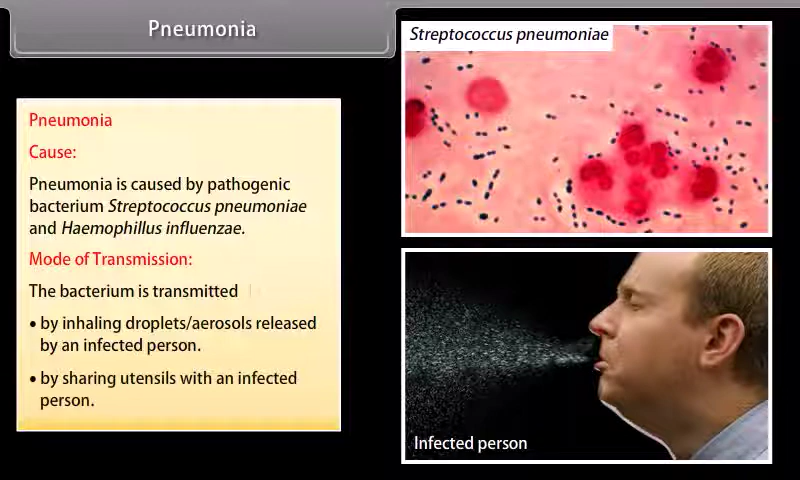 Pneumonia
Streptococcus pneumoniae
Pneumonia
Cause:
Pneumonia is caused by pathogenic
bacterium Streptococcus pneumoniae
and Haemophillus influenzae.
Mode of Transmission:
The bacterium is transmitted
• by inhaling droplets/aerosols released
by an infected person.
• by sharing utensils with an infected
person.
Infected person